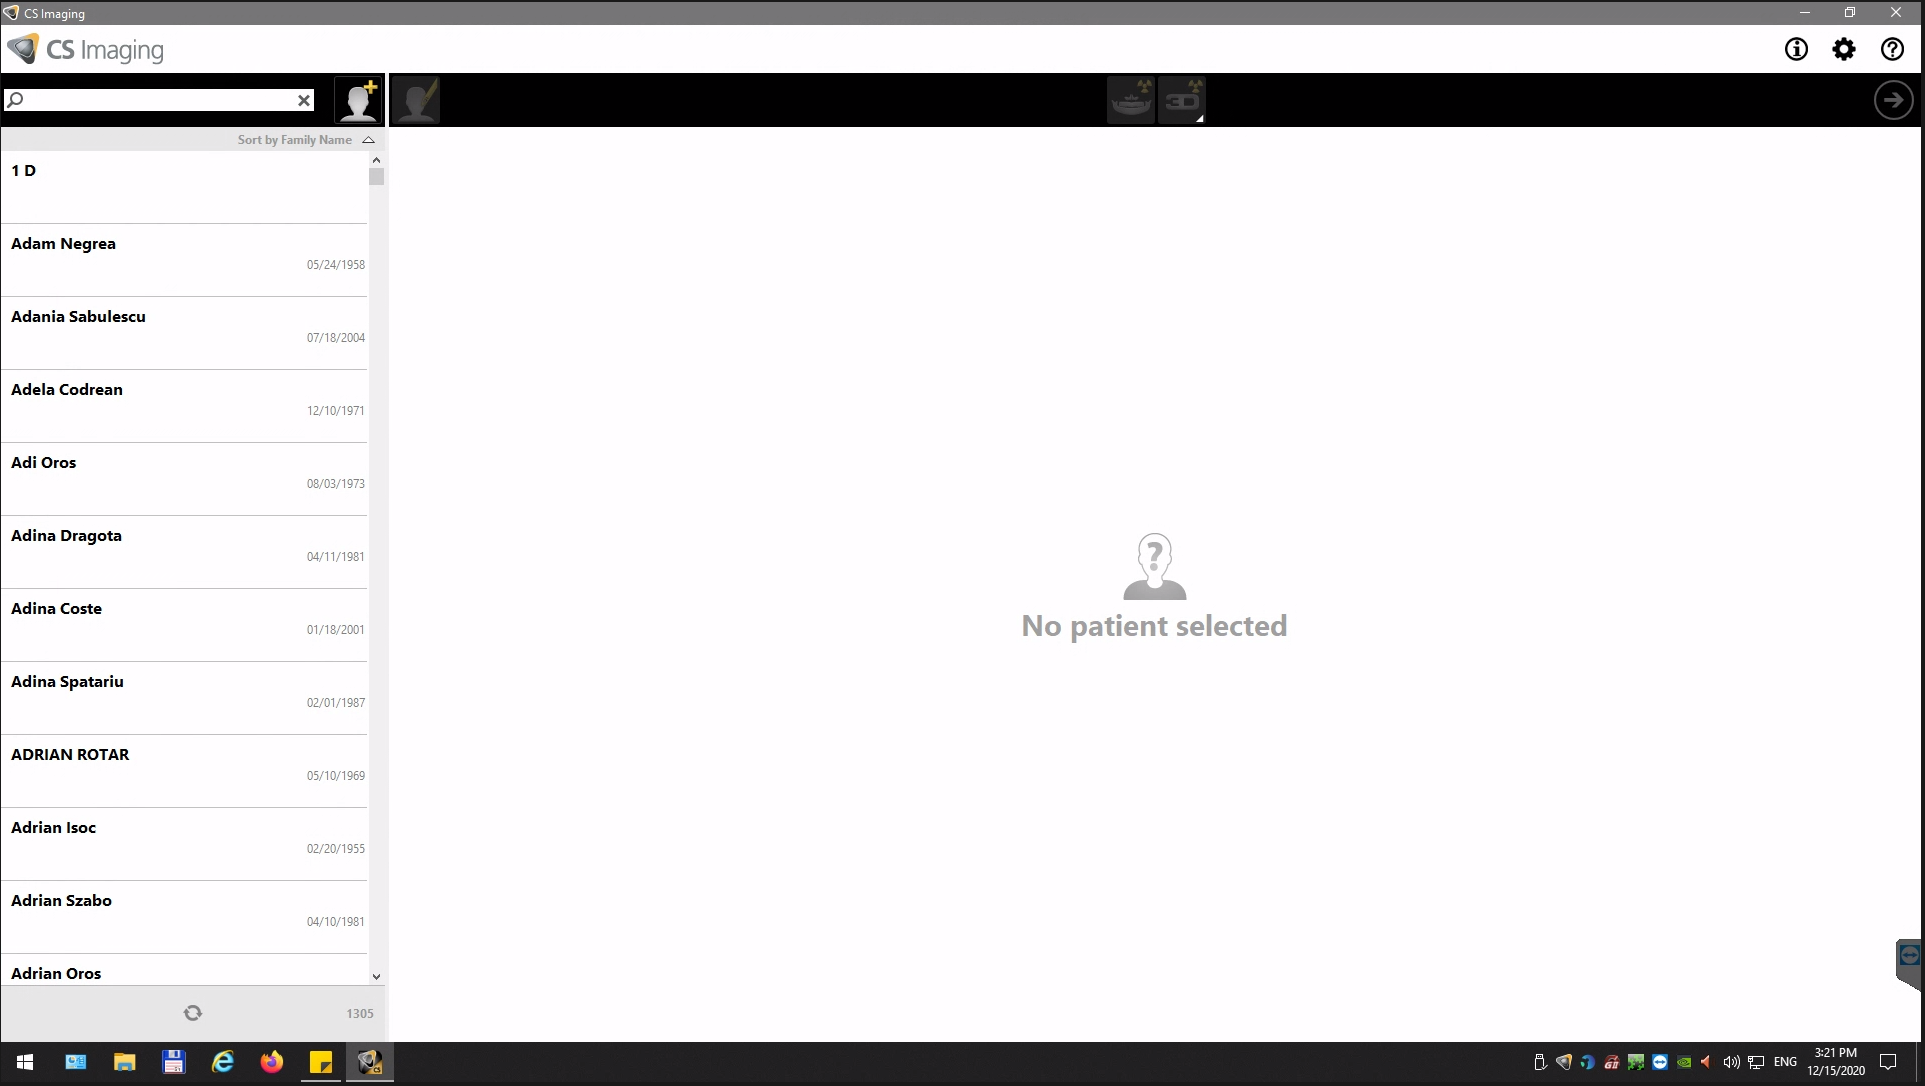 CS Imaging
CS Imaging
Sort by Family Name
1 D
Adam Negrea
05/24/1958
Adania Sabulescu
07/18/2004
Adela Codrean
12/10/1971
Adi Oros
08/03/1973
Adina Dragota
04/11/1981
Adina Coste
01/18/2001
Adina Spatariu
02/01/1987
ADRIAN ROTAR
05/10/1969
Adrian Isoc
02/20/1955
Adrian Szabo
04/10/1981
Adrian Oros
1305
3D
No patient selected
ENG
3:21 PM
12/15/2020